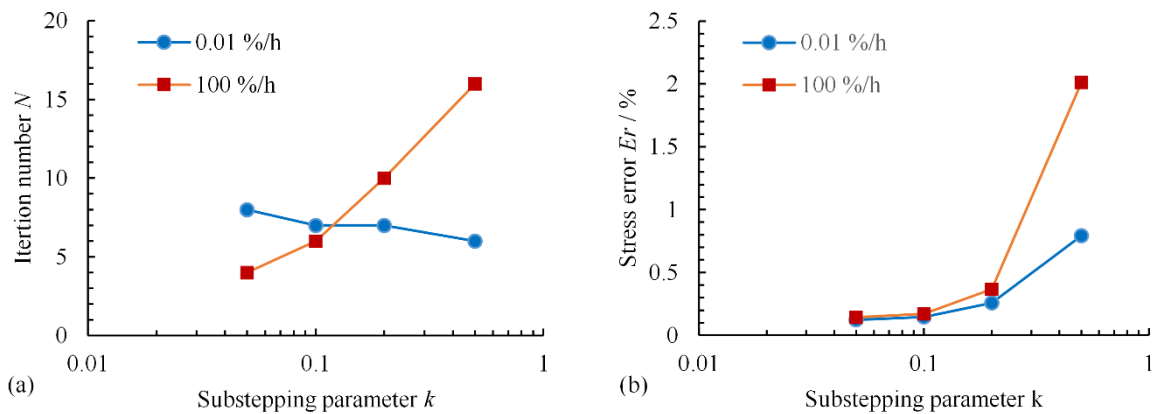 20
15
10
5
0
0.01 %/h
100 %/h
Itertion number N
0.01
0.1
1
Substepping parameter k
(a)
2.5
2
1.5
1
0.5
0
0.01 %/h
100 %/h
Stress error Er / %
0.01
0.1
1
Substepping parameter k
(b)